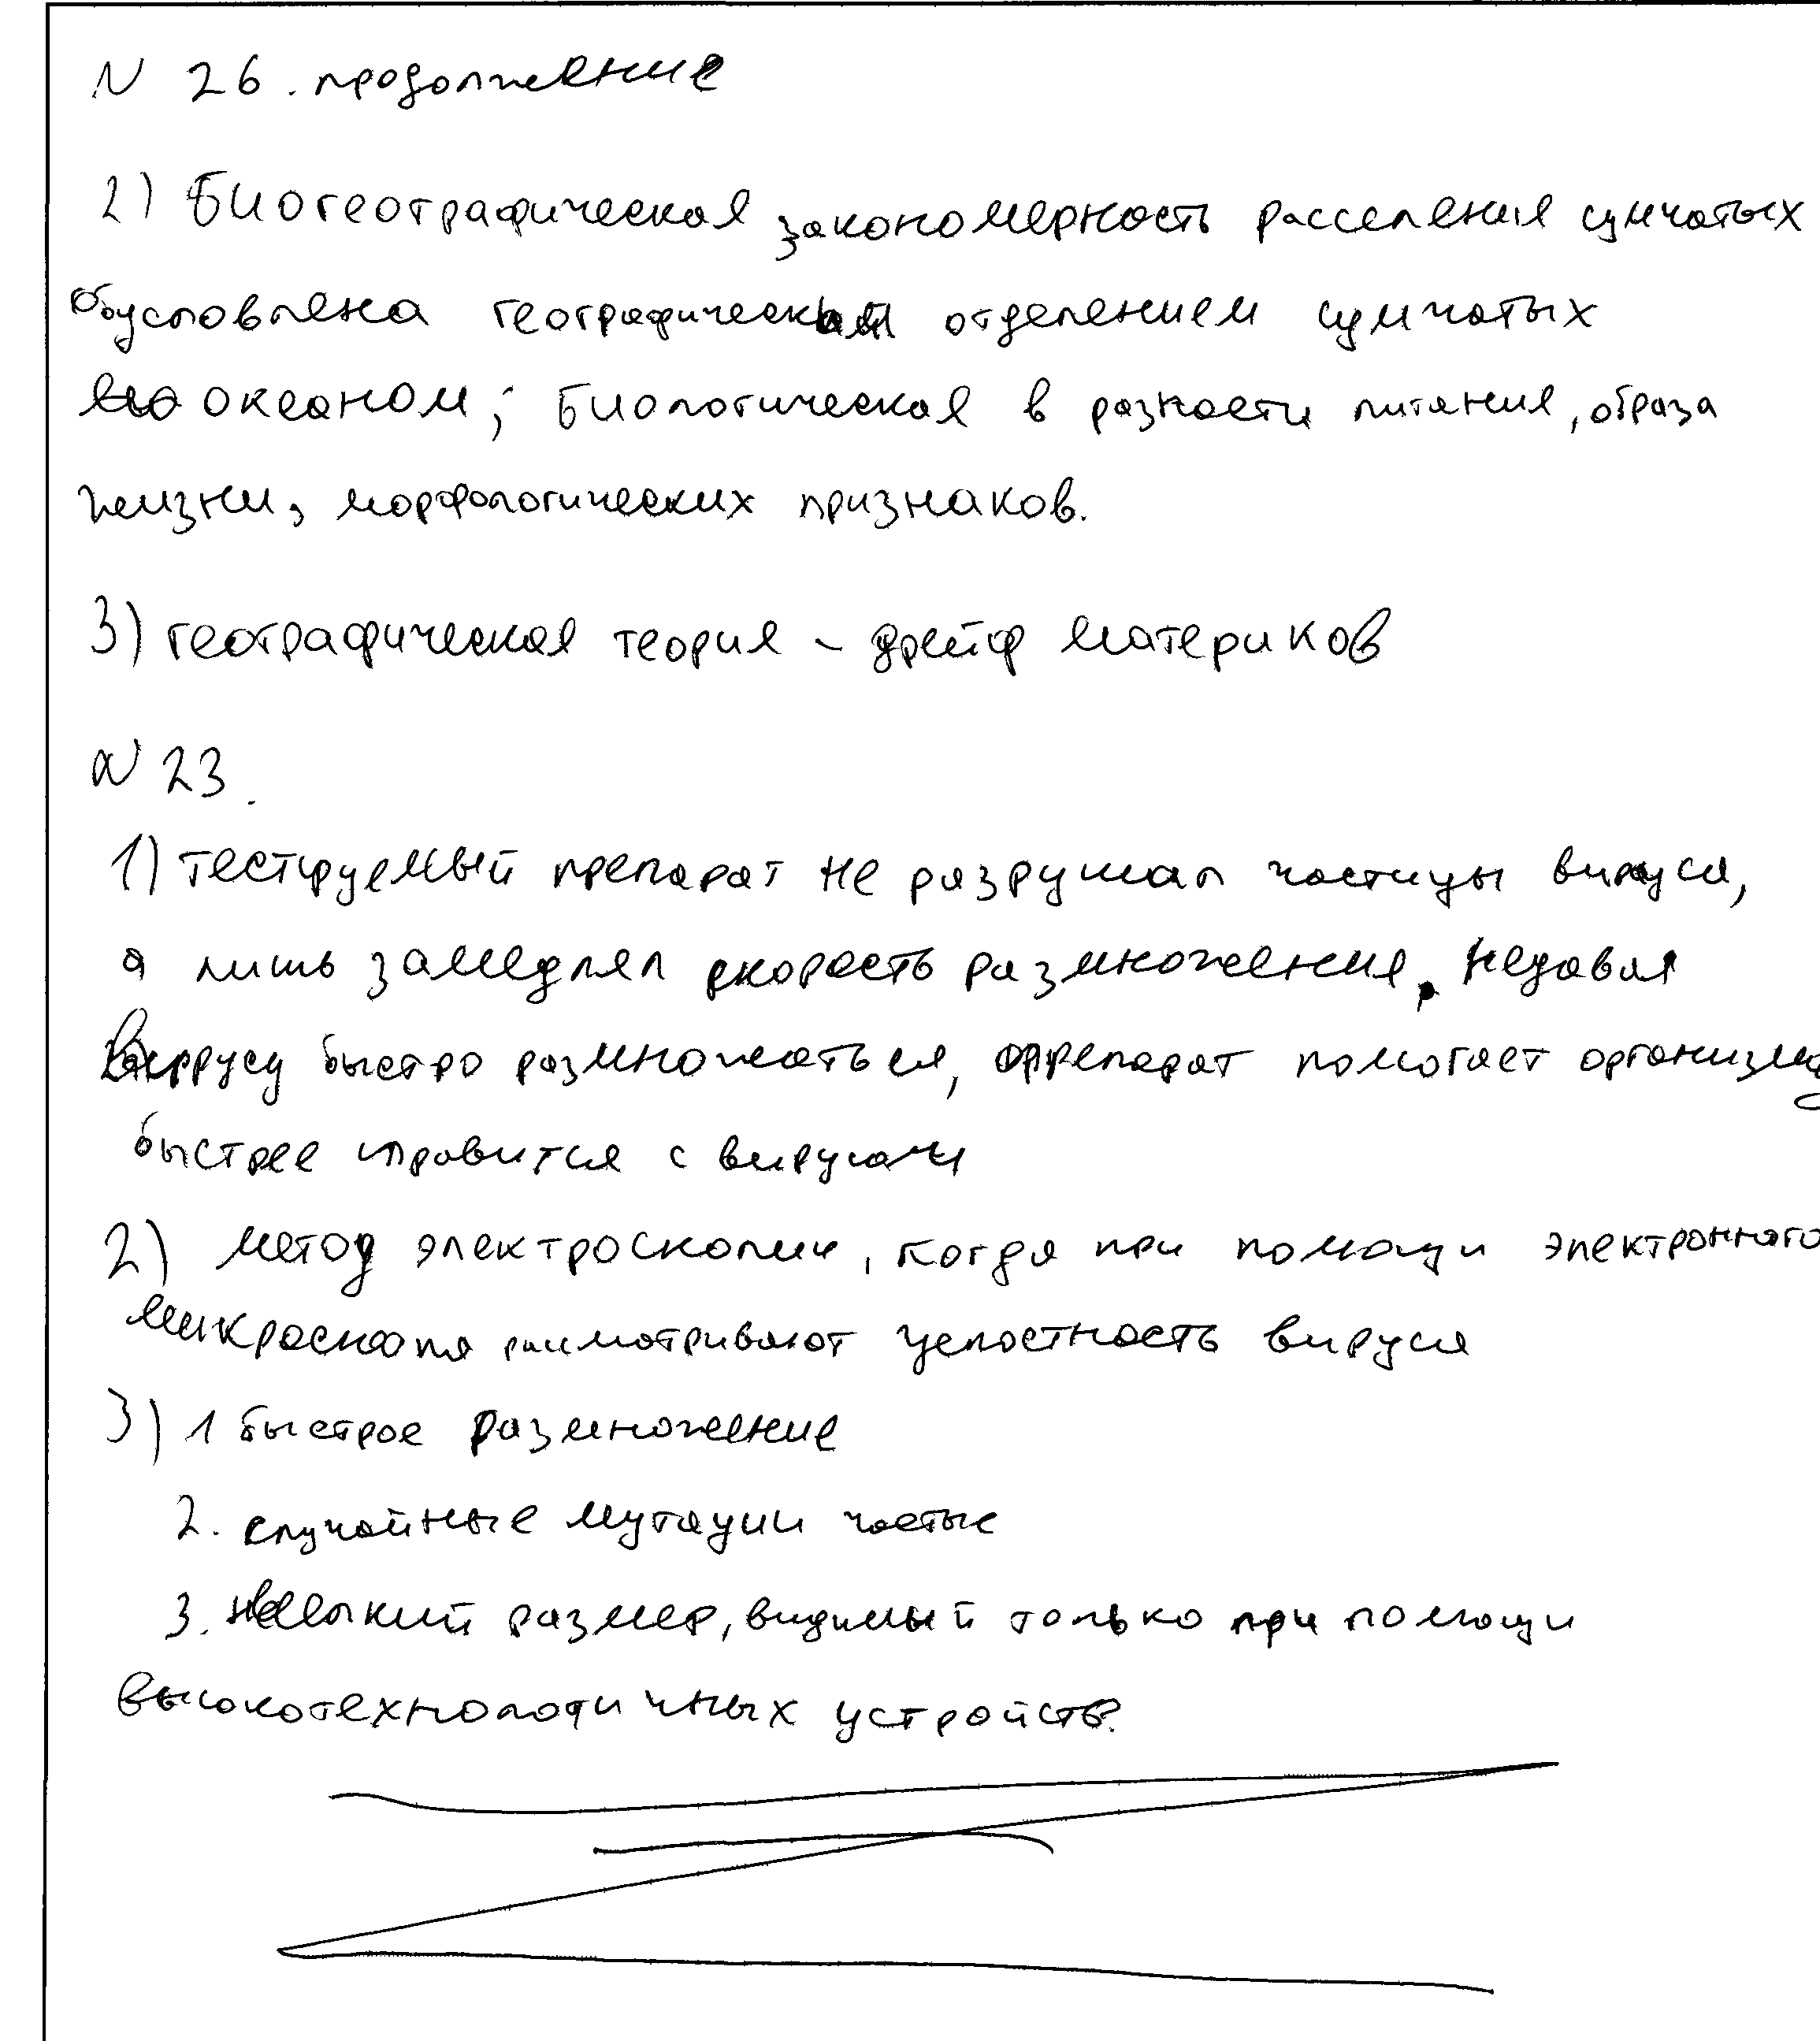 N 26. продолжение
2) Биогеографическая закономерность расселения сумчатых
обусловлена географическим отделением сумчатых
океаном; биологическая в разности питания, образа
жизни, морфологических признаков.
3) географическая теория - дрейф материков
N 23.
1) тестируемый препарат не разрушал частицы вируса,
а лишь замедлял скорость размножения. Недавая
вирусу быстро размножаться, препарат помогает организму
быстрее справится с вирусами
2) метод электроскопии, когда при помощи электронного
микроскопа рассматривают целостность вируса
3) 1 быстрое размножение
2. случайные мутации частые
3. мелкий размер, видимый только при помощи
высокотехнологичных устройств.